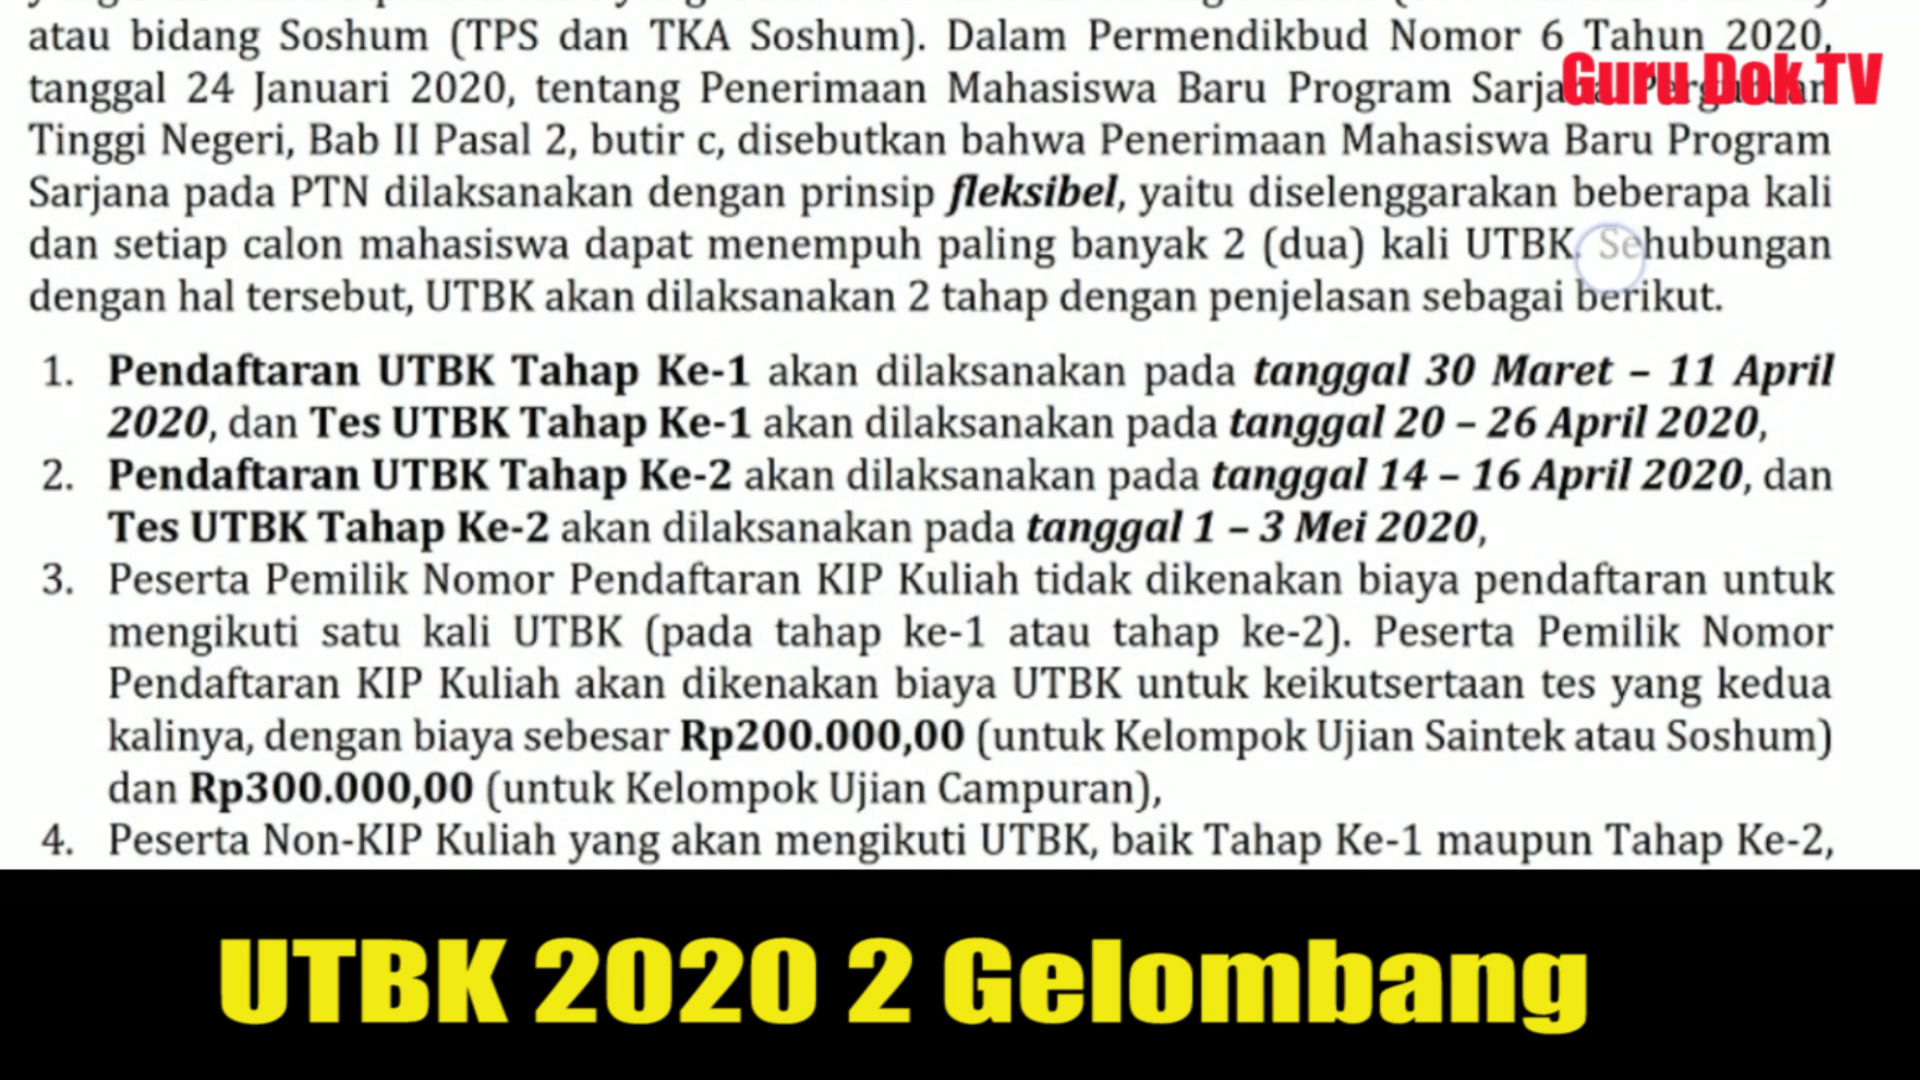 atau bidang Soshum (TPS dan TKA Soshum). Dalam Permendikbud Nomor 6 Tahun 2020,
Guru Dok TV
tanggal 24 Januari 2020, tentang Penerimaan Mahasiswa Baru Program
Tinggi Negeri, Bab II Pasal 2, butir c, disebutkan bahwa Penerimaan Mahasiswa Baru Program
Sarjana pada PTN dilaksanakan dengan prinsip fleksibel, yaitu diselenggarakan beberapa kali
dan setiap calon mahasiswa dapat menempuh paling banyak 2 (dua) kali UTBK. Sehubungan
dengan hal tersebut, UTBK akan dilaksanakan 2 tahap dengan penjelasan sebagai berikut.
1. Pendaftaran UTBK Tahap Ke-1 akan dilaksanakan pada tanggal 30 Maret – 11 April
2020, dan Tes UTBK Tahap Ke-1 akan dilaksanakan pada tanggal 20 – 26 April 2020,
2. Pendaftaran UTBK Tahap Ke-2 akan dilaksanakan pada tanggal 14 – 16 April 2020, dan
Tes UTBK Tahap Ke-2 akan dilaksanakan pada tanggal 1 – 3 Mei 2020,
3. Peserta Pemilik Nomor Pendaftaran KIP Kuliah tidak dikenakan biaya pendaftaran untuk
mengikuti satu kali UTBK (pada tahap ke-1 atau tahap ke-2). Peserta Pemilik Nomor
Pendaftaran KIP Kuliah akan dikenakan biaya UTBK untuk keikutsertaan tes yang kedua
kalinya, dengan biaya sebesar Rp200.000,00 (untuk Kelompok Ujian Saintek atau Soshum)
dan Rp300.000,00 (untuk Kelompok Ujian Campuran),
4. Peserta Non-KIP Kuliah yang akan mengikuti UTBK, baik Tahap Ke-1 maupun Tahap Ke-2,
UTBK 2020 2 Gelombang